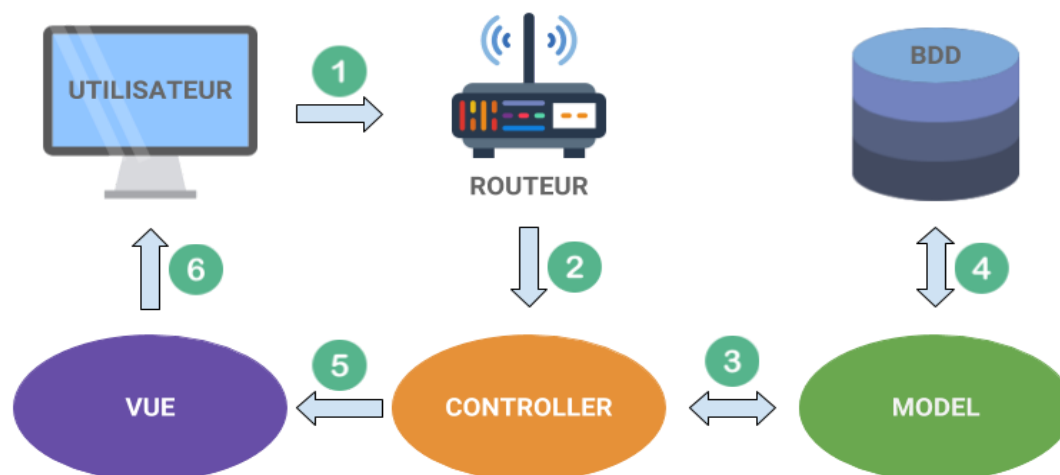 UTILISATEUR
1
ROUTEUR
BDD
6
2
4
VUE
5
CONTROLLER
3
MODEL